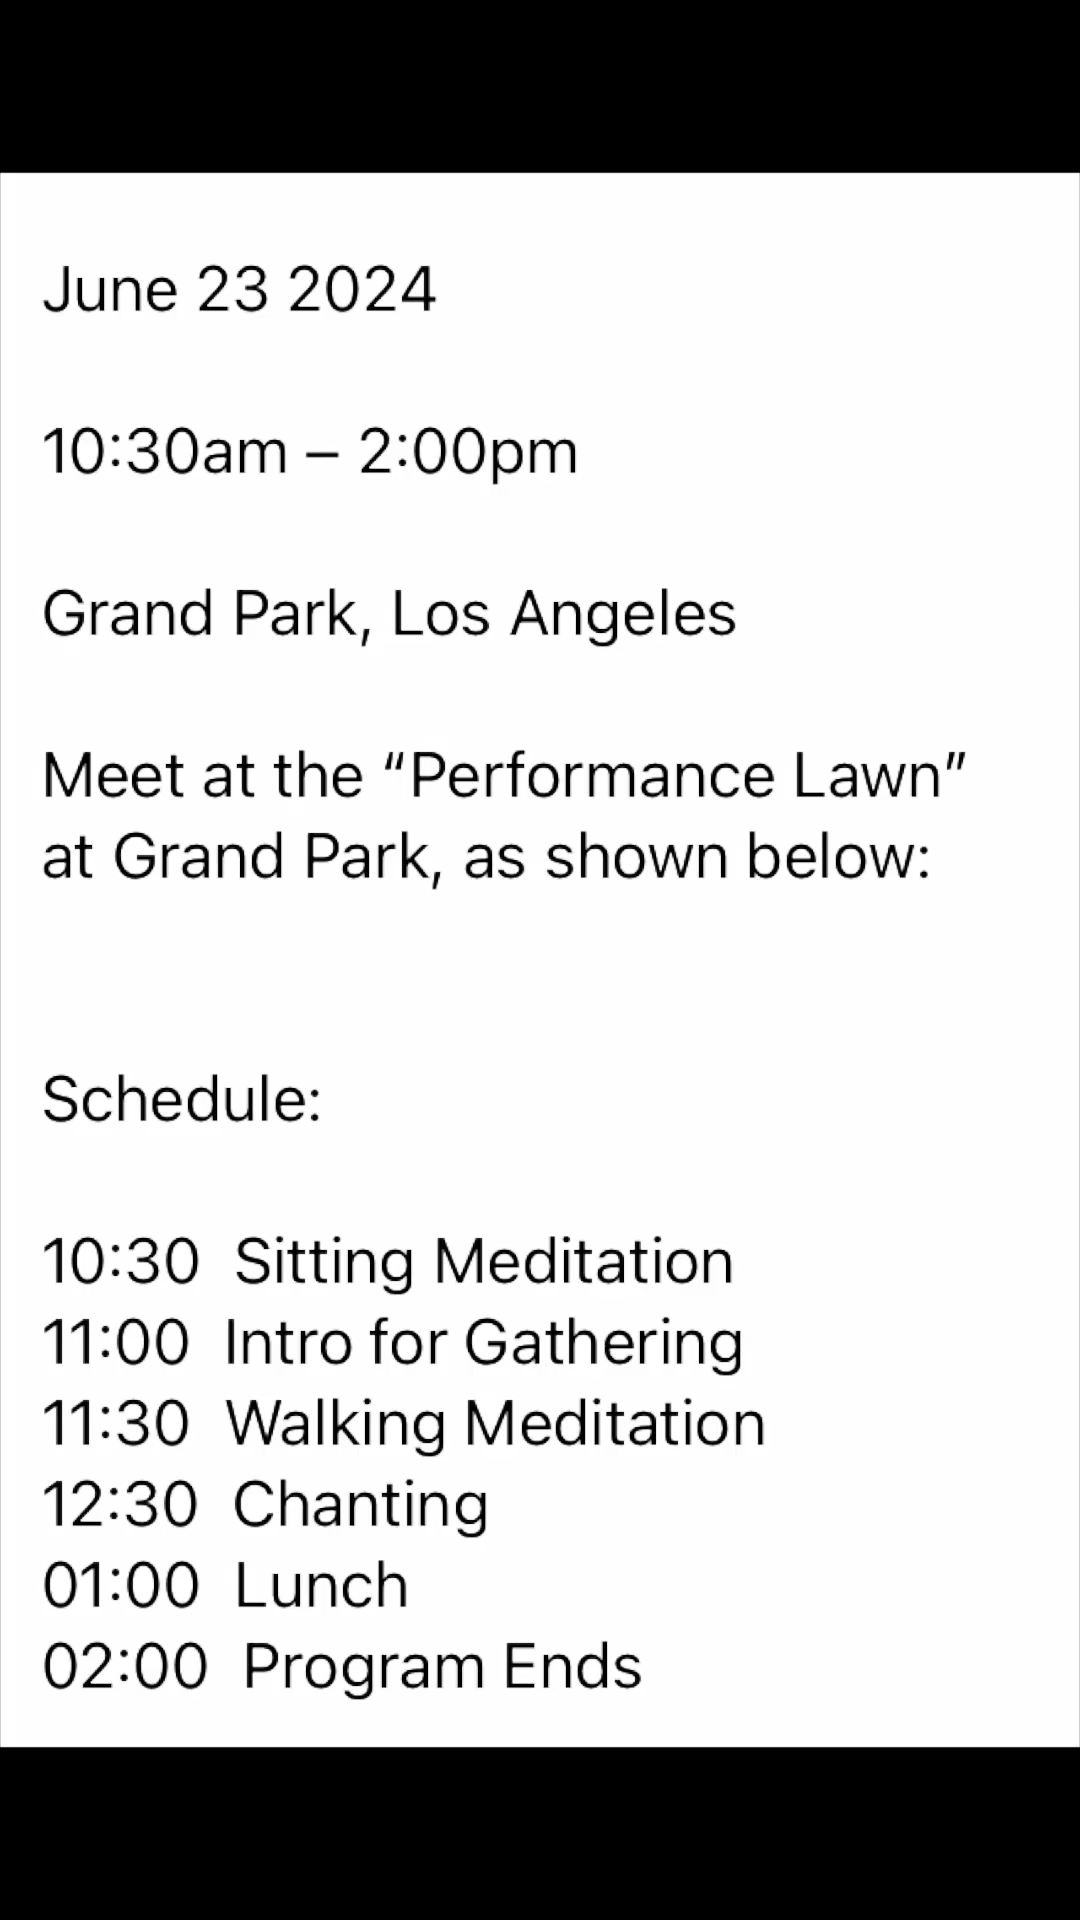 June 23 2024
10:30am – 2:00pm
Grand Park, Los Angeles
Meet at the “Performance Lawn”
at Grand Park, as shown below:
Schedule:
10:30 Sitting Meditation
11:00 Intro for Gathering
11:30 Walking Meditation
12:30 Chanting
01:00 Lunch
02:00 Program Ends